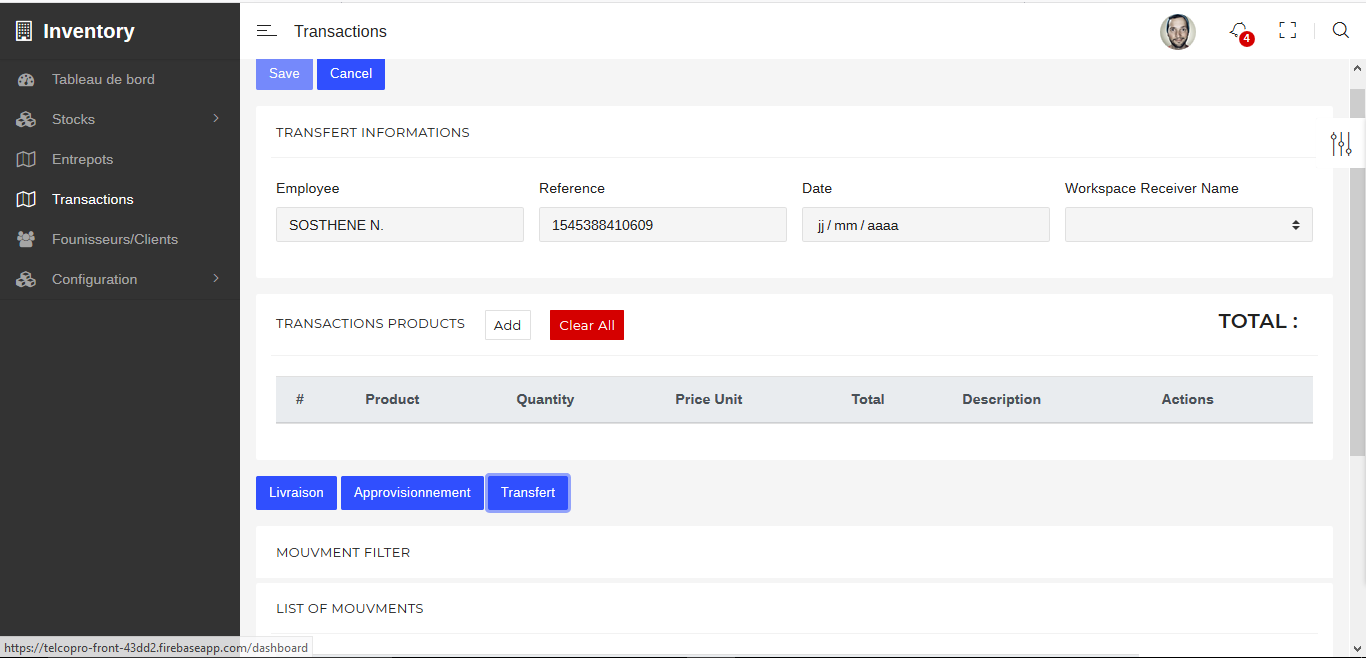 Inventory
Transactions
4
Tableau de bord
Stocks
Entrepots
Transactions
Founisseurs/Clients
Configuration
Save Cancel
TRANSFERT INFORMATIONS
Employee Reference Date Workspace Receiver Name
SOSTHENE N. 1545388410609 jj / mm / aaaa
TRANSACTIONS PRODUCTS Add Clear All TOTAL :
# Product Quantity Price Unit Total Description Actions
Livraison Approvisionnement Transfert
MOUVMENT FILTER
LIST OF MOUVMENTS
https://telcopro-front-43dd2.firebaseapp.com/dashboard